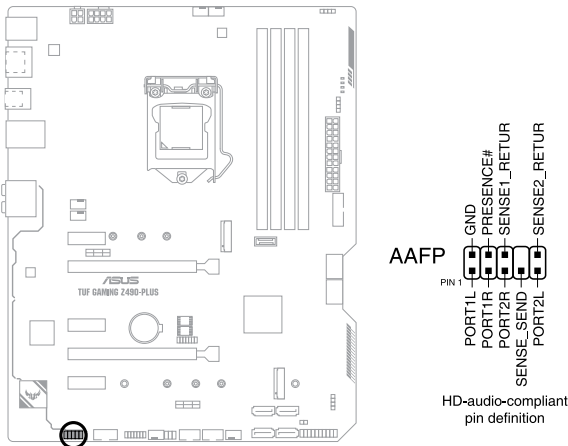 ASUS
TUF GAMING Z490-PLUS
AAFP
PIN 1
GND
PRESENCE#
SENSE1_RETUR
SENSE2_RETUR
PORT1L
PORT1R
PORT2R
SENSE_SEND
PORT2L
HD-audio-compliant
pin definition